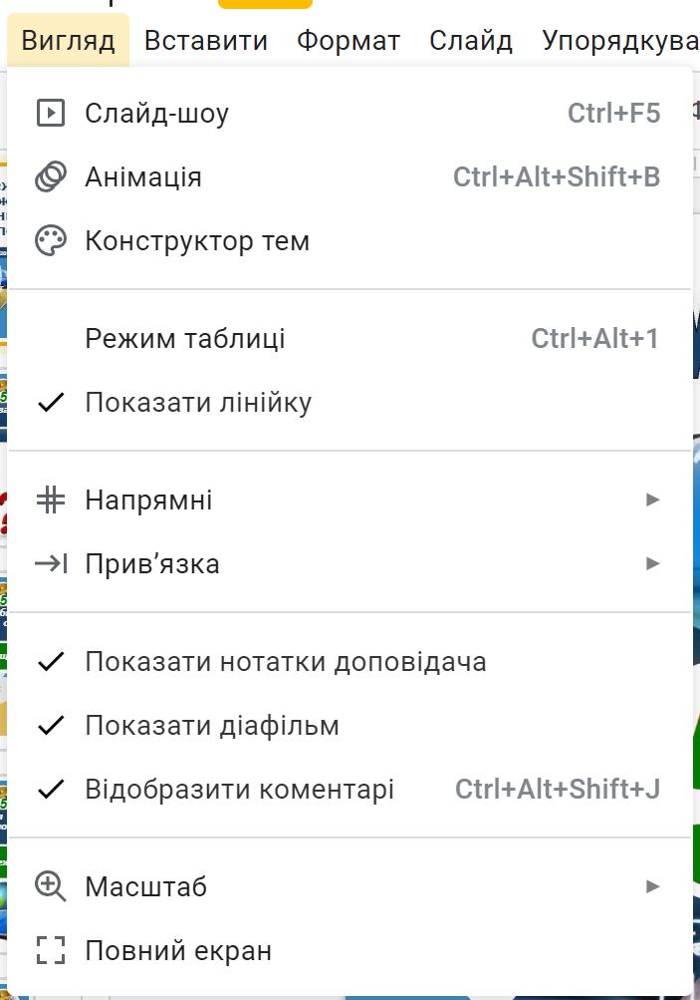 Вигляд Вставити Формат Слайд Упорядкува
Слайд-шоу Ctrl+F5
Анімація Ctrl+Alt+Shift+B
Конструктор тем
Режим таблиці Ctrl+Alt+1
Показати лінійку
Напрямні
Прив’язка
Показати нотатки доповідача
Показати діафільм
Відобразити коментарі Ctrl+Alt+Shift+J
Масштаб
Повний екран